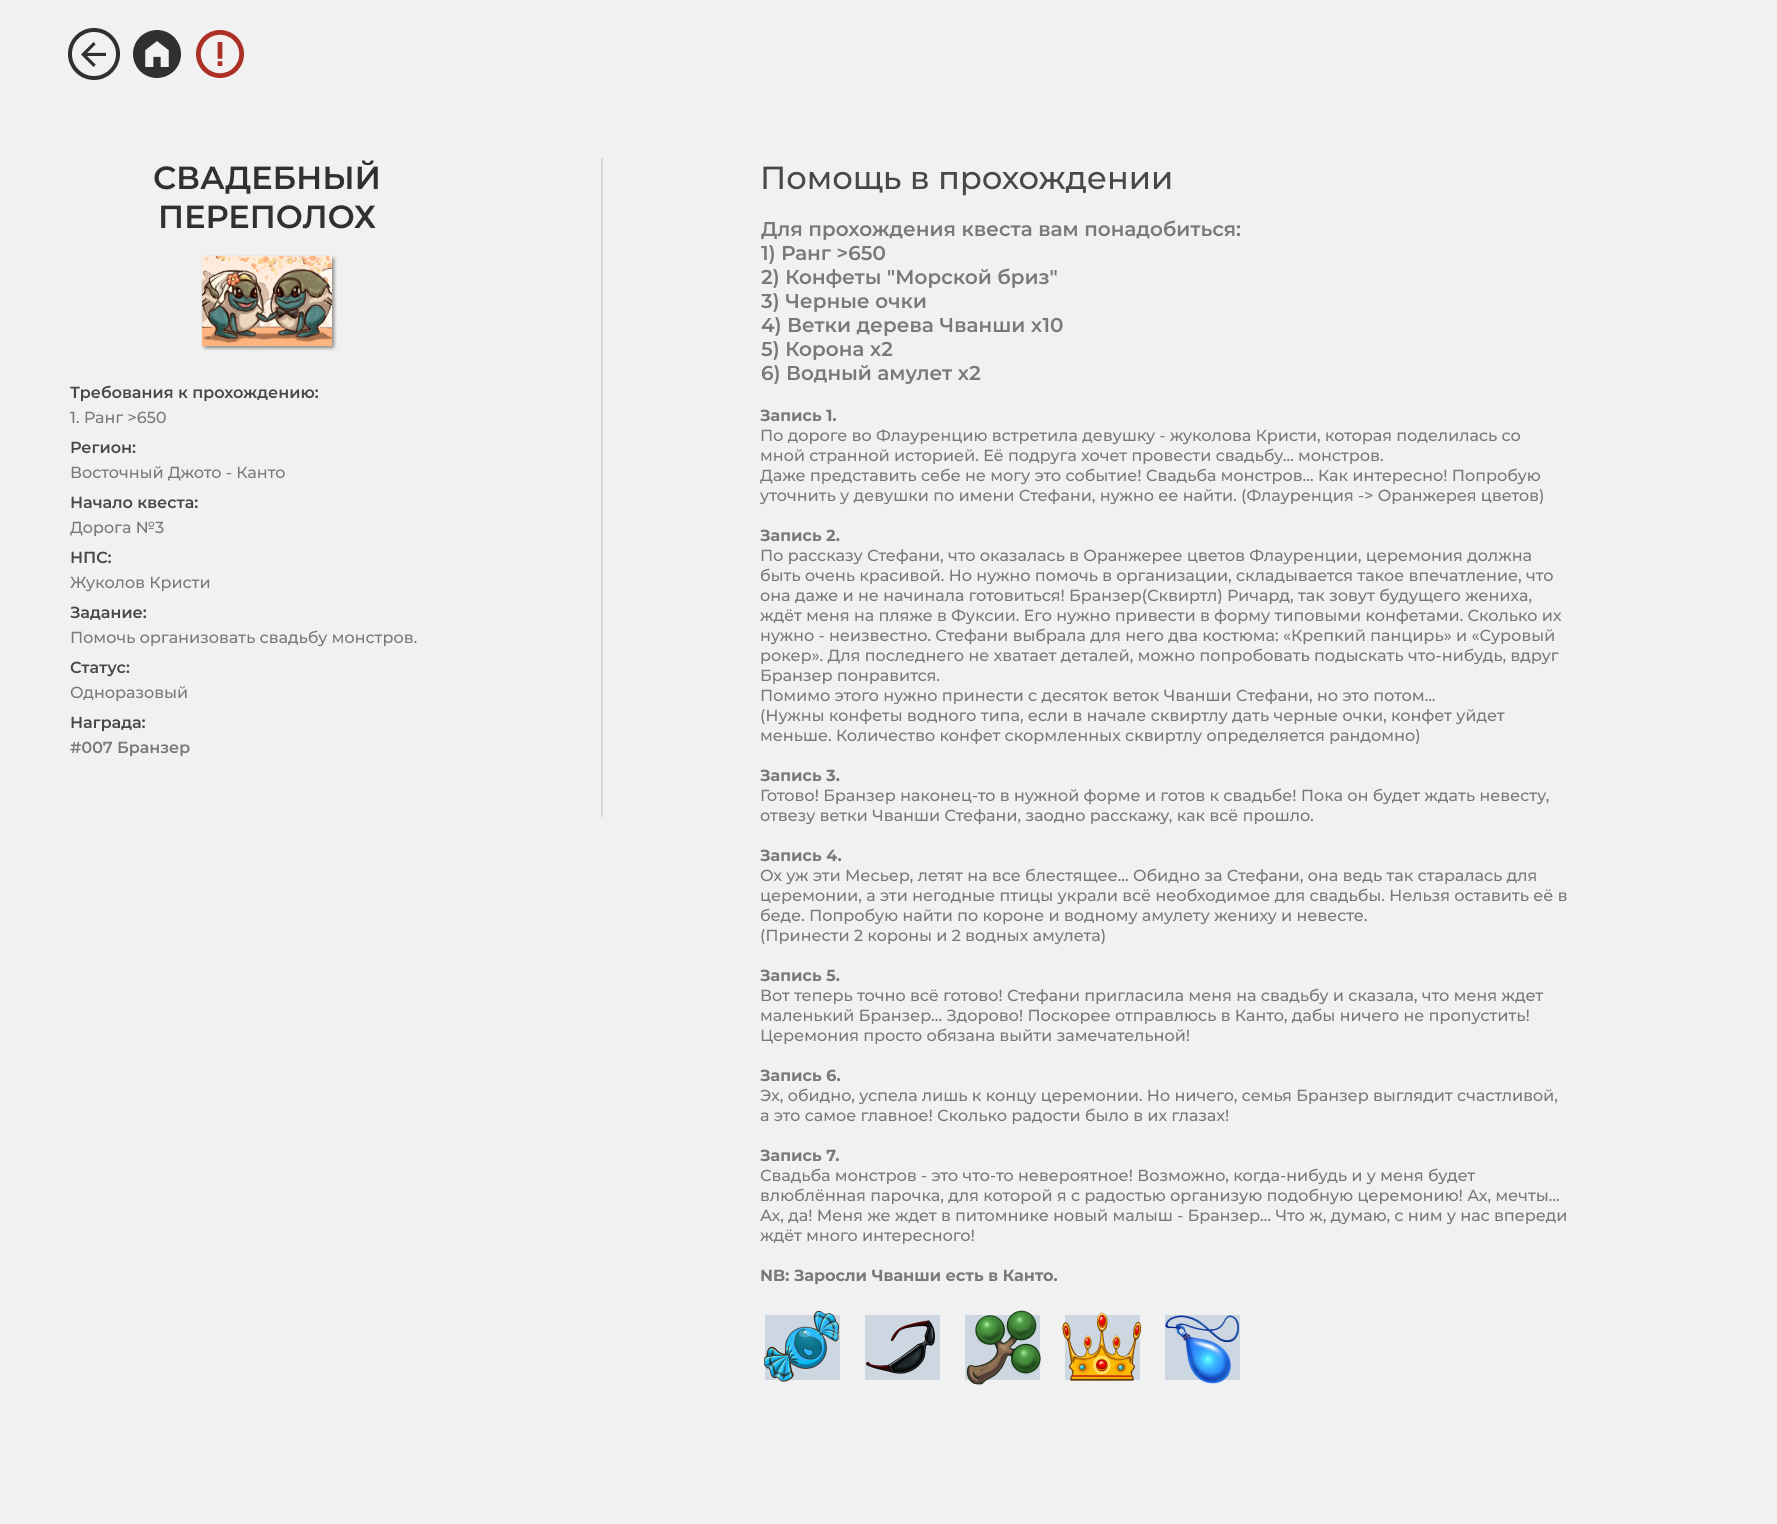 СВАДЕБНЫЙ
ПЕРЕПОЛОХ
Требования к прохождению:
1. Ранг >650
Регион:
Восточный Джото - Канто
Начало квеста:
Дорога №3
НПС:
Жуколов Кристи
Задание:
Помочь организовать свадьбу монстров.
Статус:
Одноразовый
Награда:
#007 Бранзер
Помощь в прохождении
Для прохождения квеста вам понадобиться:
1) Ранг >650
2) Конфеты "Морской бриз"
3) Черные очки
4) Ветки дерева Чванши x10
5) Корона x2
6) Водный амулет x2
Запись 1.
По дороге во Флауренцию встретила девушку - жуколова Кристи, которая поделилась со
мной странной историей. Её подруга хочет провести свадьбу... монстров.
Даже представить себе не могу это событие! Свадьба монстров... Как интересно! Попробую
уточнить у девушки по имени Стефани, нужно ее найти. (Флауренция -> Оранжерея цветов)
Запись 2.
По рассказу Стефани, что оказалась в Оранжерее цветов Флауренции, церемония должна
быть очень красивой. Но нужно помочь в организации, складывается такое впечатление, что
она даже и не начинала готовиться! Бранзер(Сквиртл) Ричард, так зовут будущего жениха,
ждёт меня на пляже в Фуксии. Его нужно привести в форму типовыми конфетами. Сколько их
нужно - неизвестно. Стефани выбрала для него два костюма: «Крепкий панцирь» и «Суровый
рокер». Для последнего не хватает деталей, можно попробовать подыскать что-нибудь, вдруг
Бранзер понравится.
Помимо этого нужно принести с десяток веток Чванши Стефани, но это потом...
(Нужны конфеты водного типа, если в начале сквиртлу дать черные очки, конфет уйдет
меньше. Количество конфет скормленных сквиртлу определяется рандомно)
Запись 3.
Готово! Бранзер наконец-то в нужной форме и готов к свадьбе! Пока он будет ждать невесту,
отвезу ветки Чванши Стефани, заодно расскажу, как всё прошло.
Запись 4.
Ох уж эти Месьер, летят на все блестящее... Обидно за Стефани, она ведь так старалась для
церемонии, а эти негодные птицы украли всё необходимое для свадьбы. Нельзя оставить её в
беде. Попробую найти по короне и водному амулету жениху и невесте.
(Принести 2 короны и 2 водных амулета)
Запись 5.
Вот теперь точно всё готово! Стефани пригласила меня на свадьбу и сказала, что меня ждет
маленький Бранзер... Здорово! Поскорее отправлюсь в Канто, дабы ничего не пропустить!
Церемония просто обязана выйти замечательной!
Запись 6.
Эх, обидно, успела лишь к концу церемонии. Но ничего, семья Бранзер выглядит счастливой,
а это самое главное! Сколько радости было в их глазах!
Запись 7.
Свадьба монстров - это что-то невероятное! Возможно, когда-нибудь и у меня будет
влюблённая парочка, для которой я с радостью организую подобную церемонию! Ах, мечты...
Ах, да! Меня же ждет в питомнике новый малыш - Бранзер... Что ж, думаю, с ним у нас впереди
ждёт много интересного!
NB: Заросли Чванши есть в Канто.